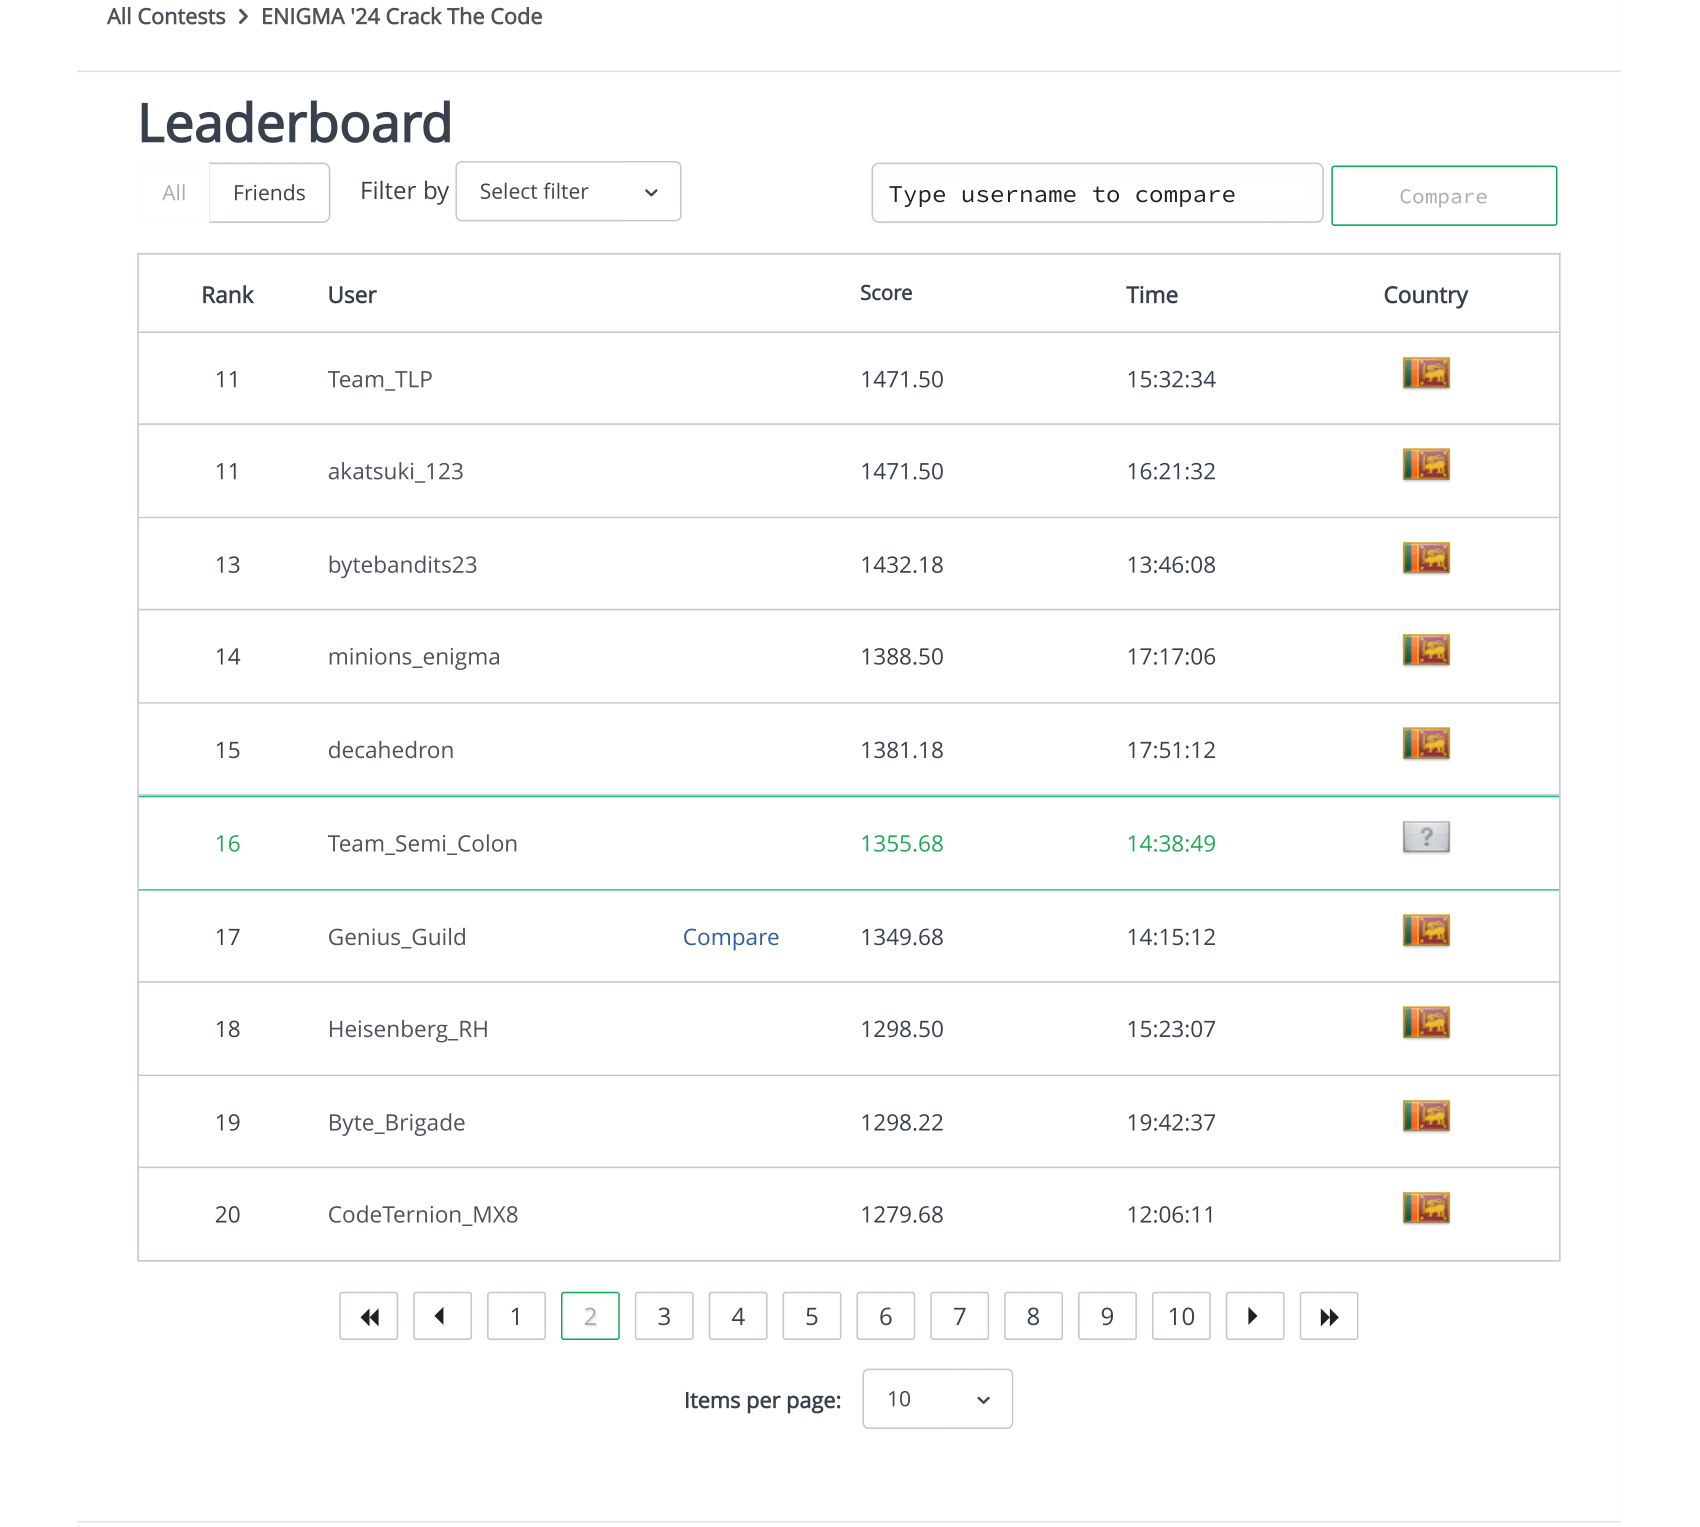 All Contests > ENIGMA '24 Crack The Code
Leaderboard
All Friends Filter by Select filter Type username to compare Compare
Rank User Score Time Country
11 Team_TLP 1471.50 15:32:34
11 akatsuki_123 1471.50 16:21:32
13 bytebandits23 1432.18 13:46:08
14 minions_enigma 1388.50 17:17:06
15 decahedron 1381.18 17:51:12
16 Team_Semi_Colon 1355.68 14:38:49 ?
17 Genius_Guild Compare 1349.68 14:15:12
18 Heisenberg_RH 1298.50 15:23:07
19 Byte_Brigade 1298.22 19:42:37
20 CodeTernion_MX8 1279.68 12:06:11
1 2 3 4 5 6 7 8 9 10
Items per page: 10